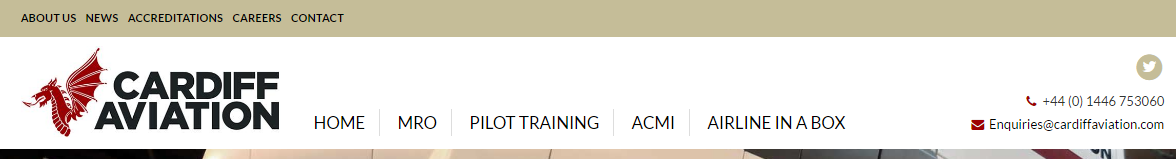 ABOUT US NEWS ACCREDITATIONS CAREERS CONTACT
CARDIFF
AVIATION
HOME MRO PILOT TRAINING ACMI AIRLINE IN A BOX
+44 (0) 1446 753060
Enquiries@cardiffaviation.com